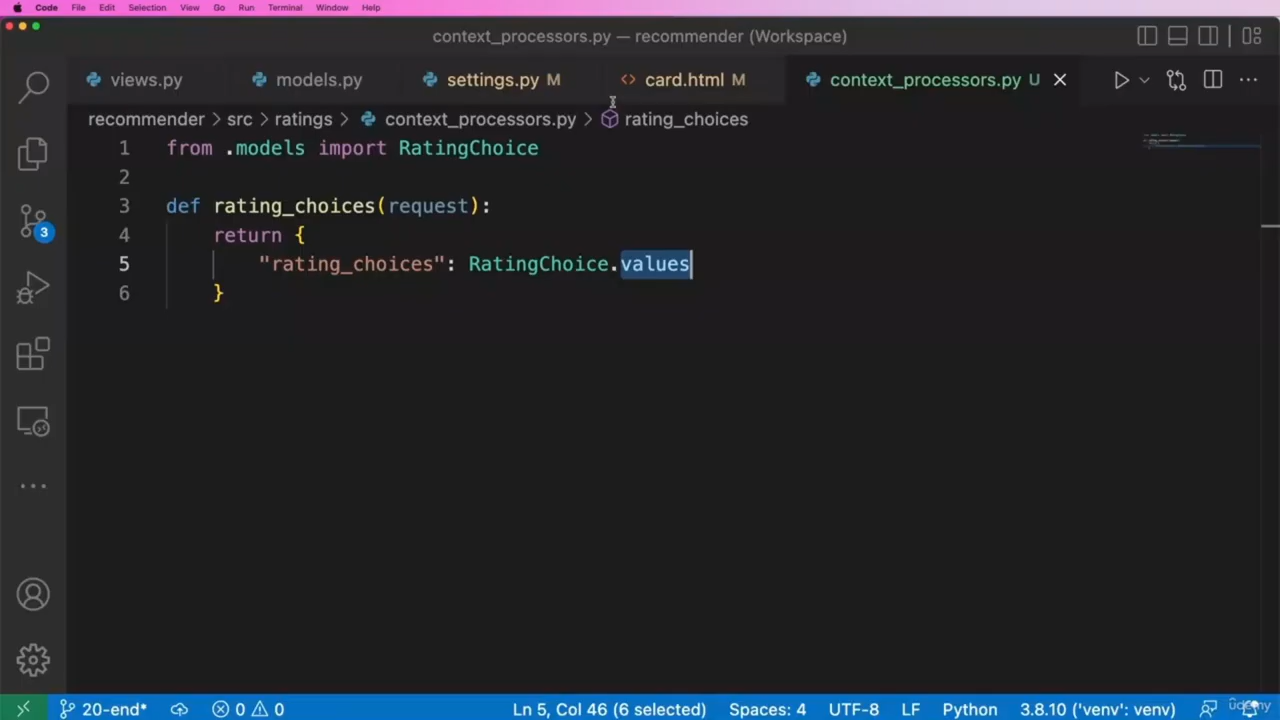 Code File Edit Selection View Go Run Terminal Window Help
context_processors.py — recommender (Workspace)
views.py models.py settings.py M card.html M context_processors.py U
recommender > src > ratings > context_processors.py > rating_choices
1 from .models import RatingChoice
2
3 def rating_choices(request):
4 return {
5 "rating_choices": RatingChoice.values
6 }
3
20-end* 0 0 Ln 5, Col 46 (6 selected) Spaces: 4 UTF-8 LF Python 3.8.10 ('venv': venv)
udemy